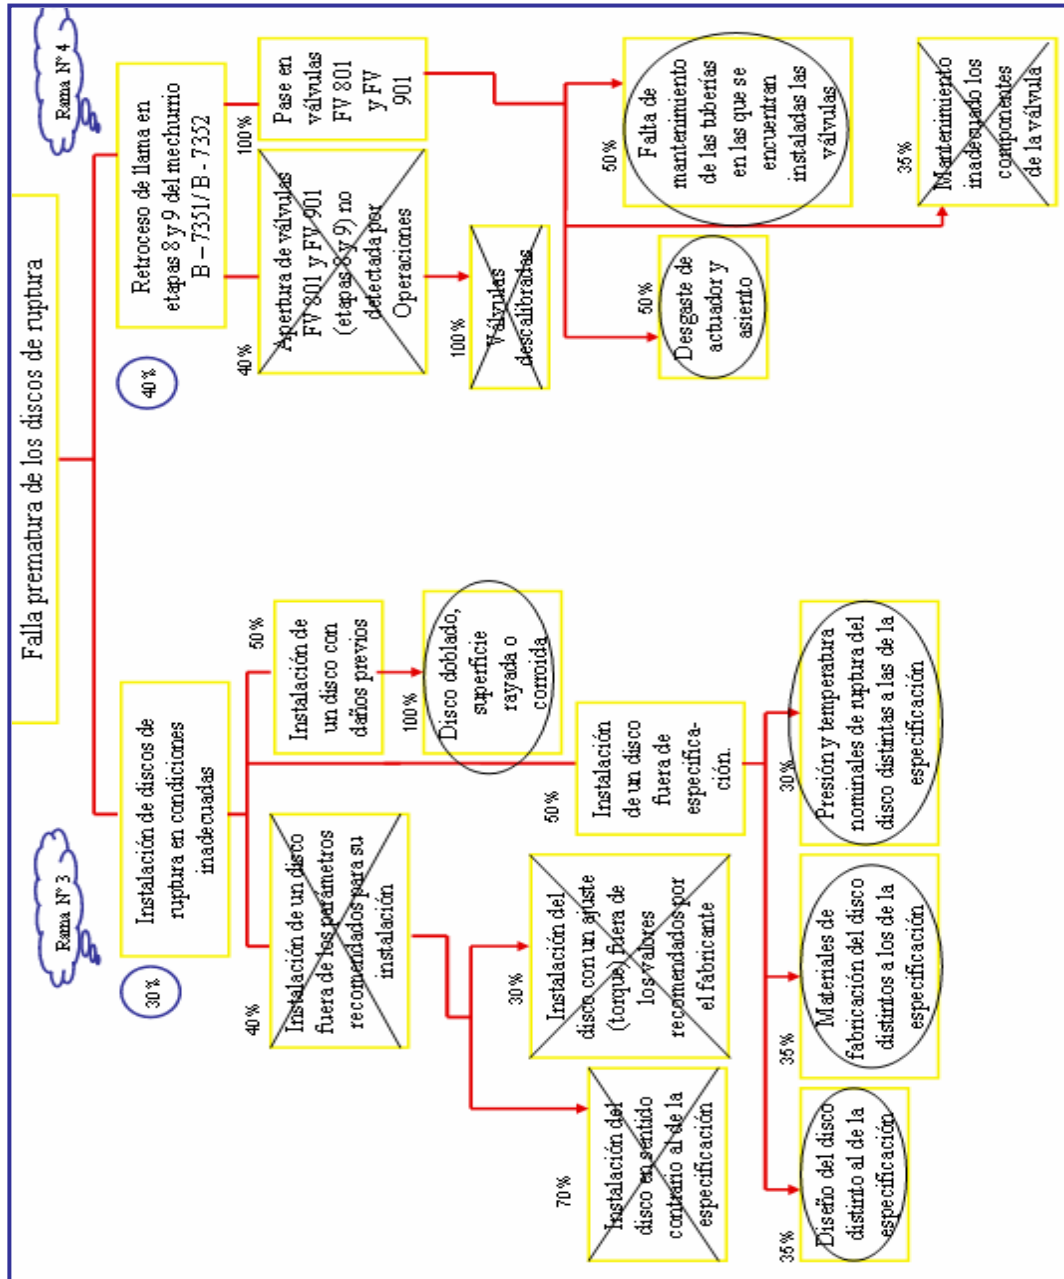 Falla prematura de los discos de ruptura
Rama Nº 3
30%
Instalación de discos de
ruptura en condiciones
inadecuadas
40%
Instalación de un disco
fuera de los parámetros
recomendados para su
instalación
50%
Instalación de
un disco con
daños previos
100%
Disco doblado,
superficie
rayada o
corroida
70%
Instalación del
disco en sentido
contrario al de la
especificación
30%
Instalación del
disco con un ajuste
(torque) fuera de
los valores
recomendados por
el fabricante
50%
Instalación
de un disco
fuera de
especifica-
ción.
35%
Diseño del disco
distinto al de la
especificación
35%
Materiales de
fabricación del disco
distintos a los de la
especificación
30%
Presión y temperatura
nominales de ruptura del
disco distintas a las de la
especificación
Rama Nº 4
40%
Retroceso de llama en
etapas 8 y 9 del mechurrio
B – 7351/ B - 7352
40%
Apertura de válvulas
FV 801 y FV 901
(etapas 8 y 9) no
detectada por
Operaciones
100%
Pase en
válvulas
FV 801
y FV
901
100%
Válvulas
descalibradas
50%
Desgaste de
actuador y
asiento
50%
Falta de
mantenimiento
de las tuberías
en las que se
encuentran
instaladas las
válvulas
35%
Mantenimiento
inadecuado los
componentes
de la válvula